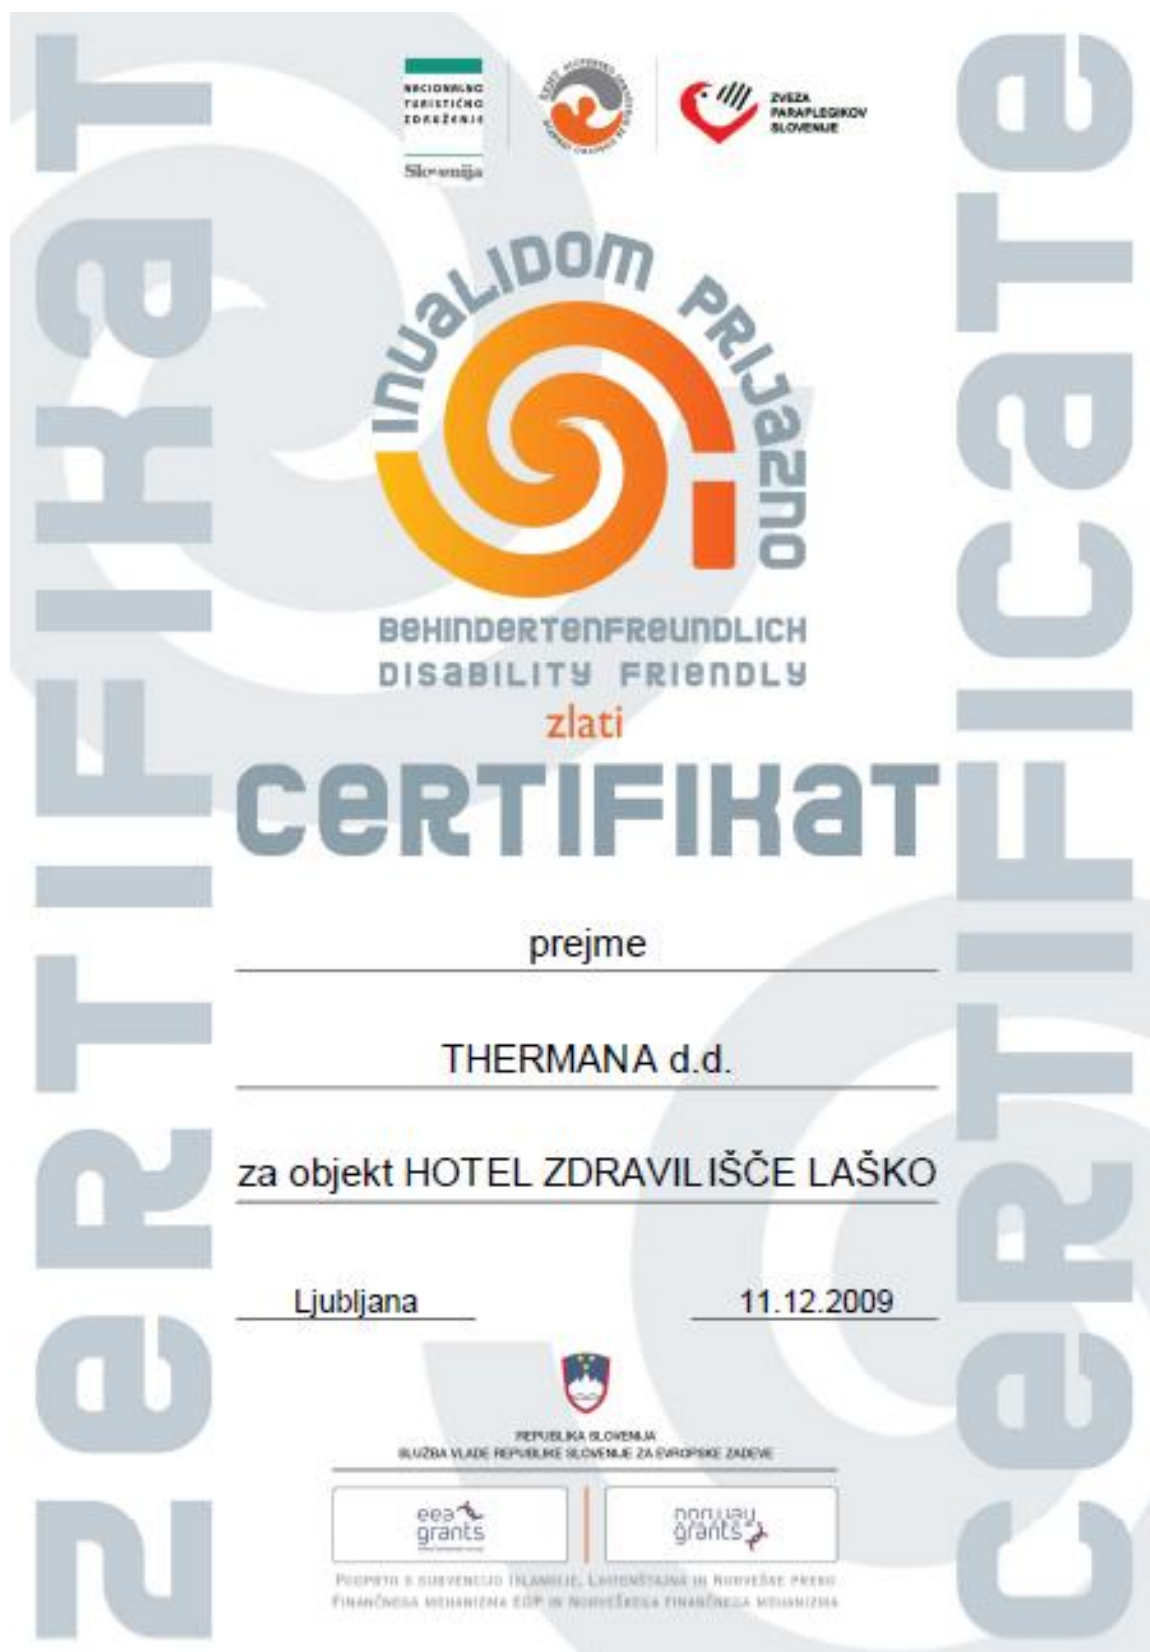 NACIONALNO
TURISTIČNO
ZDRUŽENJE
Slovenija
ZVEZA
PARAPLEGIKOV
SLOVENIJE
INVALIDOM PRIJAZNO
BEHINDERTENFREUNDLICH
DISABILITY FRIENDLY
zlati
CERTIFIKAT
ZERTIFIKAT
CERTIFICATE
prejme
THERMANA d.d.
za objekt HOTEL ZDRAVILIŠČE LAŠKO
Ljubljana 11.12.2009
REPUBLIKA SLOVENIJA
SLUŽBA VLADE REPUBLIKE SLOVENIJE ZA EVROPSKE ZADEVE
eea
grants
norway
grants
PODPRTO S SUBVENCIJO ISLANDIJE, LIHTENŠTAJNA IN NORVEŠKE PREKO
FINANČNEGA MEHANIZMA EGP IN NORVEŠKEGA FINANČNEGA MEHANIZMA